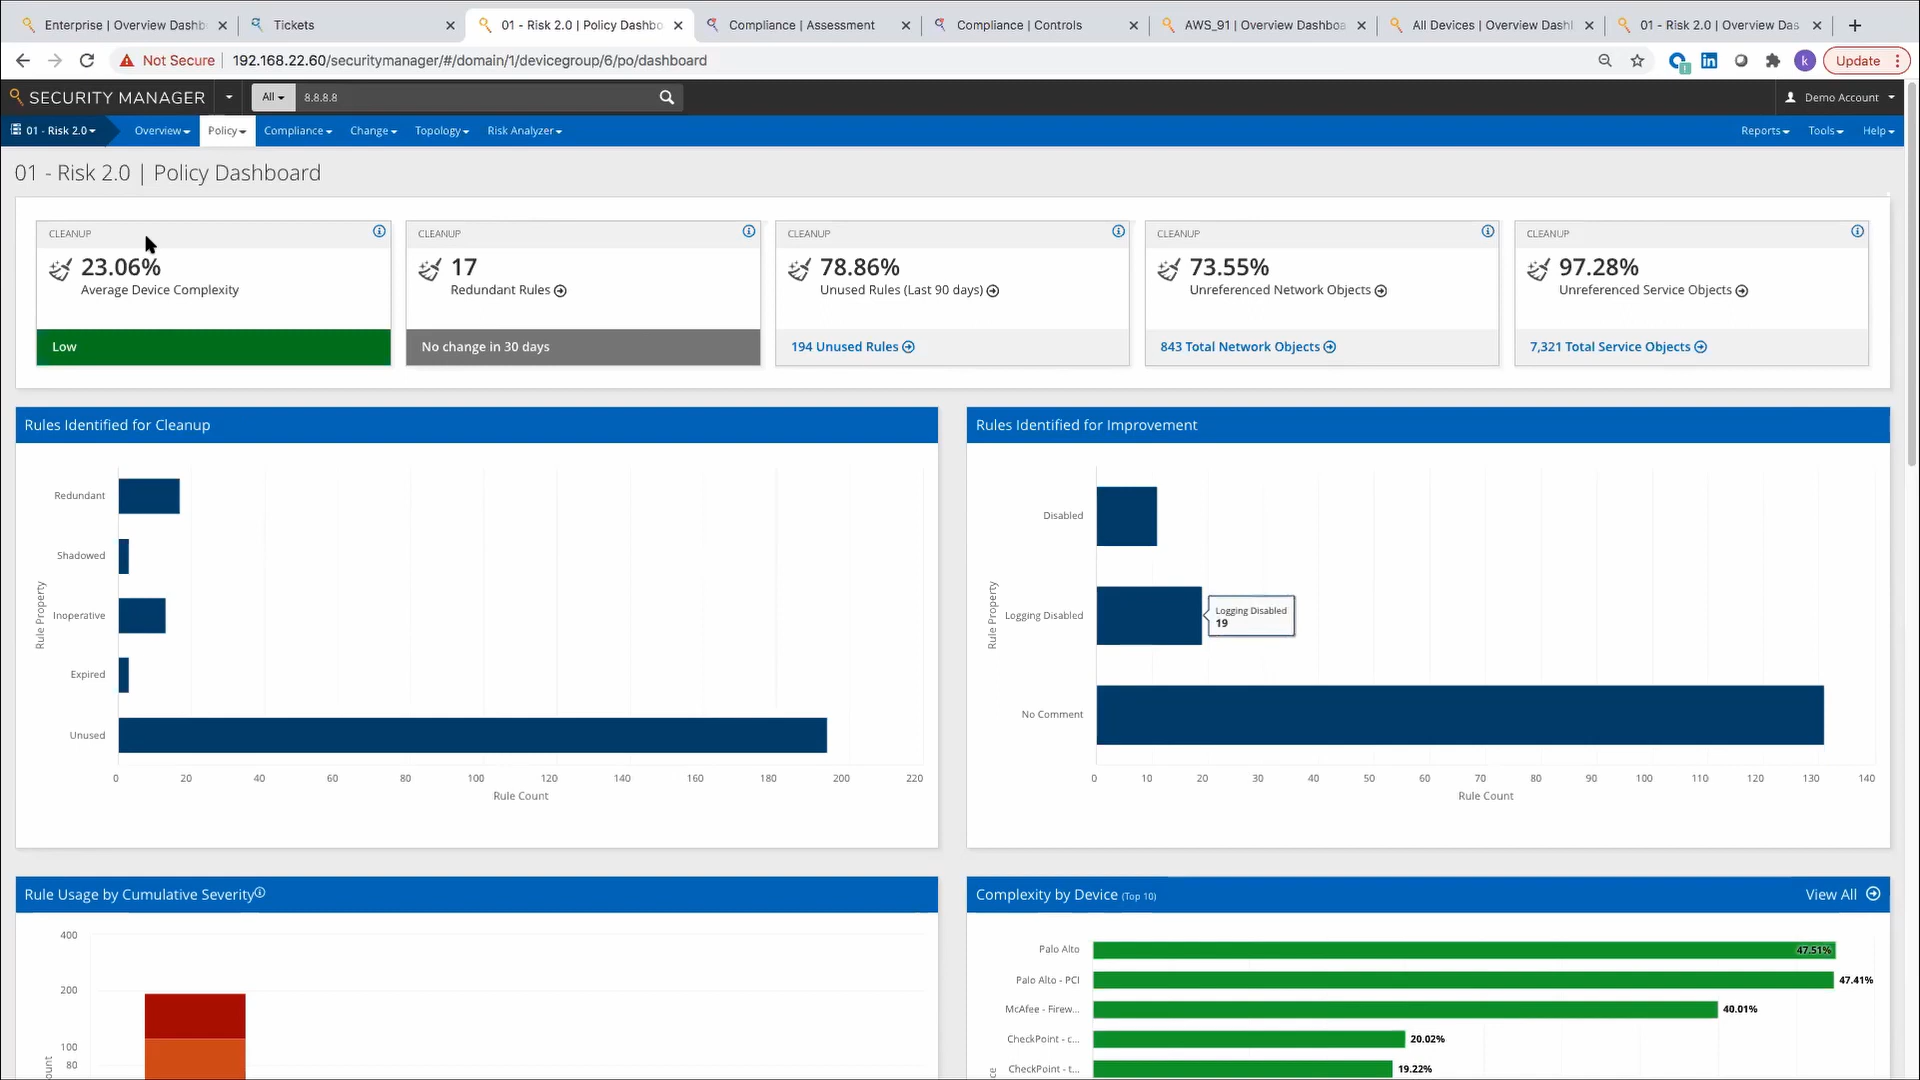 Enterprise | Overview Dashb
Tickets
01 - Risk 2.0 | Policy Dashbo
Compliance | Assessment
Compliance | Controls
AWS_91 | Overview Dashboa
All Devices | Overview Dash
01 - Risk 2.0 | Overview Das
Not Secure
192.168.22.60/securitymanager/#/domain/1/devicegroup/6/po/dashboard
k
Update
SECURITY MANAGER
All
8.8.8.8
Demo Account
01 - Risk 2.0
Overview
Policy
Compliance
Change
Topology
Risk Analyzer
Reports
Tools
Help
01 - Risk 2.0 | Policy Dashboard
CLEANUP
23.06%
Average Device Complexity
Low
CLEANUP
17
Redundant Rules
No change in 30 days
CLEANUP
78.86%
Unused Rules (Last 90 days)
194 Unused Rules
CLEANUP
73.55%
Unreferenced Network Objects
843 Total Network Objects
CLEANUP
97.28%
Unreferenced Service Objects
7,321 Total Service Objects
Rules Identified for Cleanup
Rule Property
Redundant
Shadowed
Inoperative
Expired
Unused
0 20 40 60 80 100 120 140 160 180 200 220
Rule Count
Rules Identified for Improvement
Rule Property
Disabled
Logging Disabled
Logging Disabled
19
No Comment
0 10 20 30 40 50 60 70 80 90 100 110 120 130 140
Rule Count
Rule Usage by Cumulative Severity
400
200
100
80
Complexity by Device (Top 10)
View All
Palo Alto 47.51%
Palo Alto - PCI 47.41%
McAfee - Firew... 40.01%
CheckPoint - c... 20.02%
CheckPoint - t... 19.22%